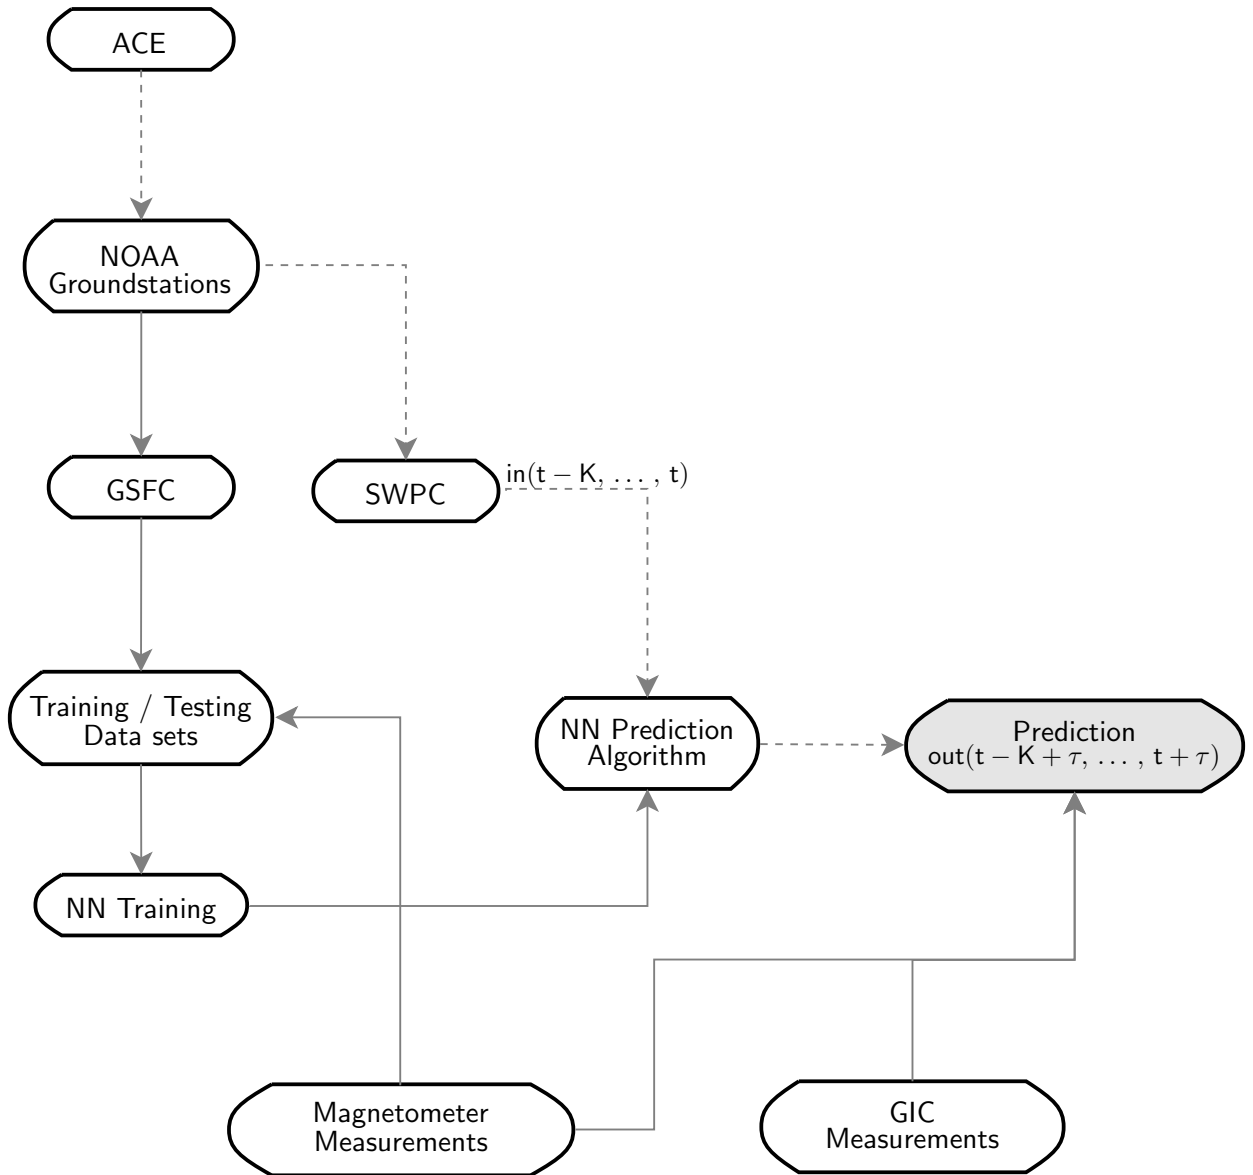 ACE
NOAA
Groundstations
GSFC
SWPC
in(t − K, … , t)
Training / Testing
Data sets
NN Prediction
Algorithm
Prediction
out(t − K + τ, … , t + τ)
NN Training
Magnetometer
Measurements
GIC
Measurements